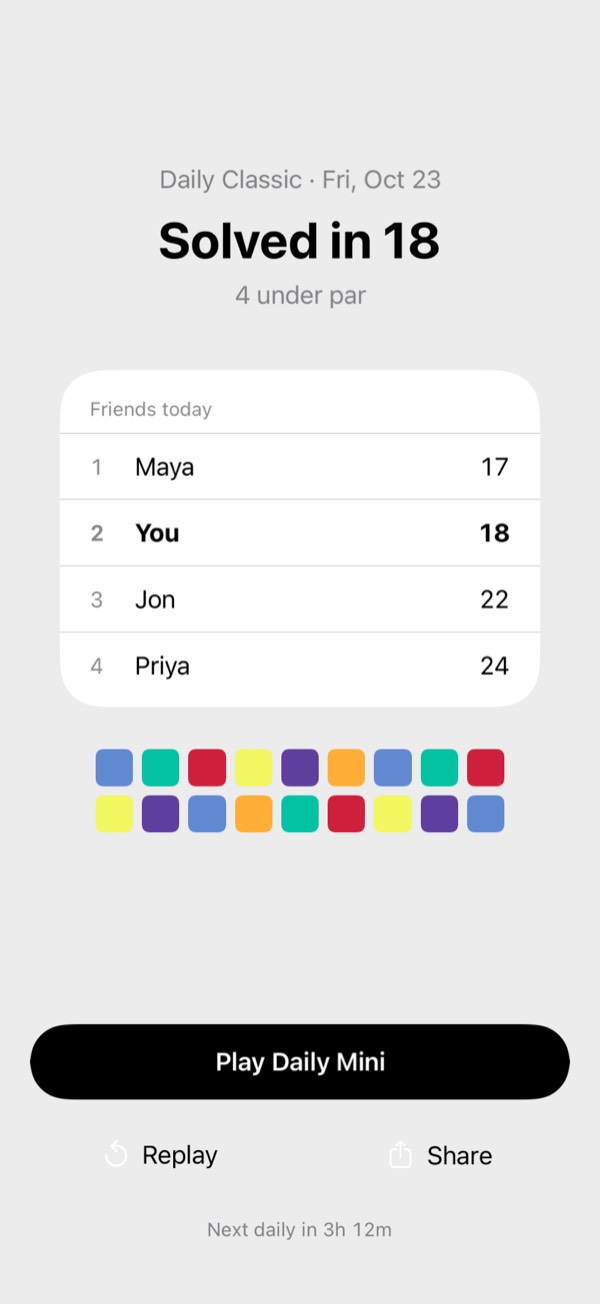 Daily Classic · Fri, Oct 23
Solved in 18
4 under par
Friends today
1 Maya 17
2 You 18
3 Jon 22
4 Priya 24
Play Daily Mini
Replay Share
Next daily in 3h 12m